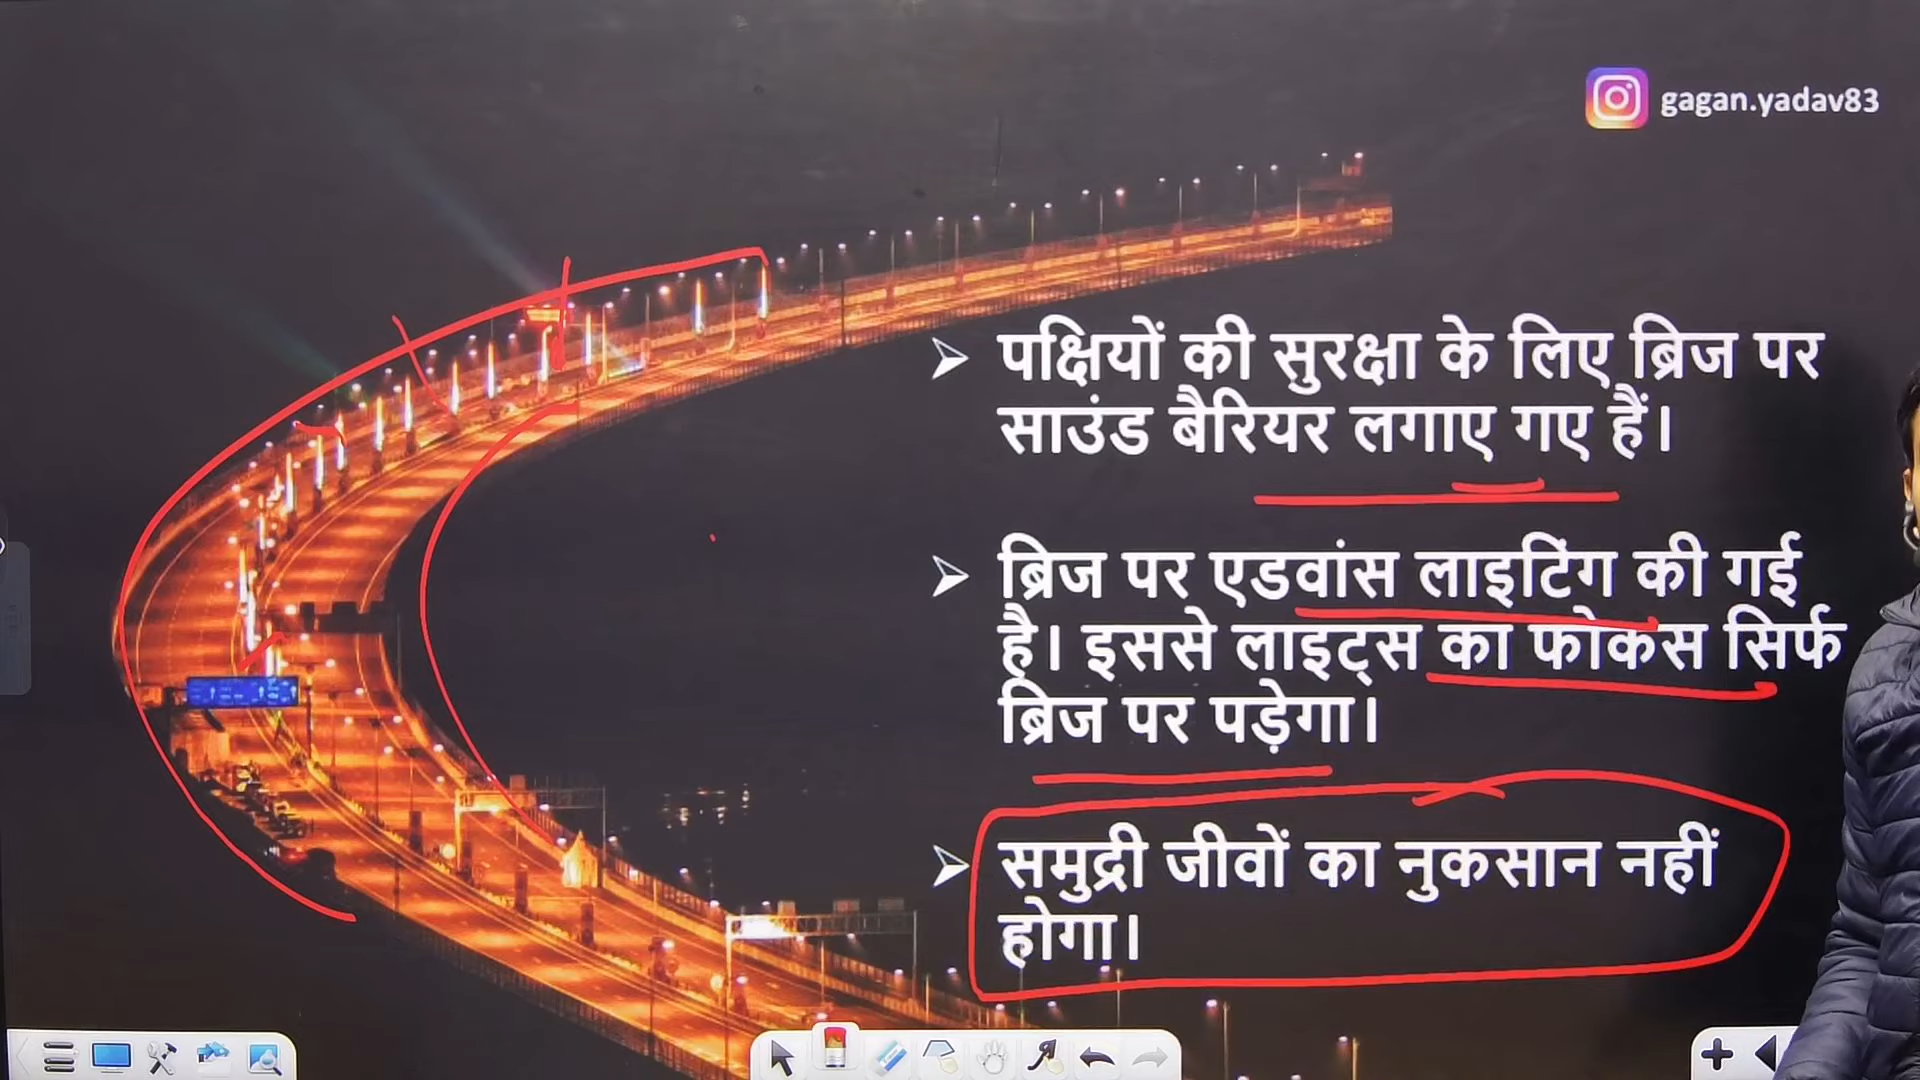 gagan.yadav83
पक्षियों की सुरक्षा के लिए ब्रिज पर
साउंड बैरियर लगाए गए हैं।
ब्रिज पर एडवांस लाइटिंग की गई
है। इससे लाइट्स का फोकस सिर्फ
ब्रिज पर पड़ेगा।
समुद्री जीवों का नुकसान नहीं
होगा।